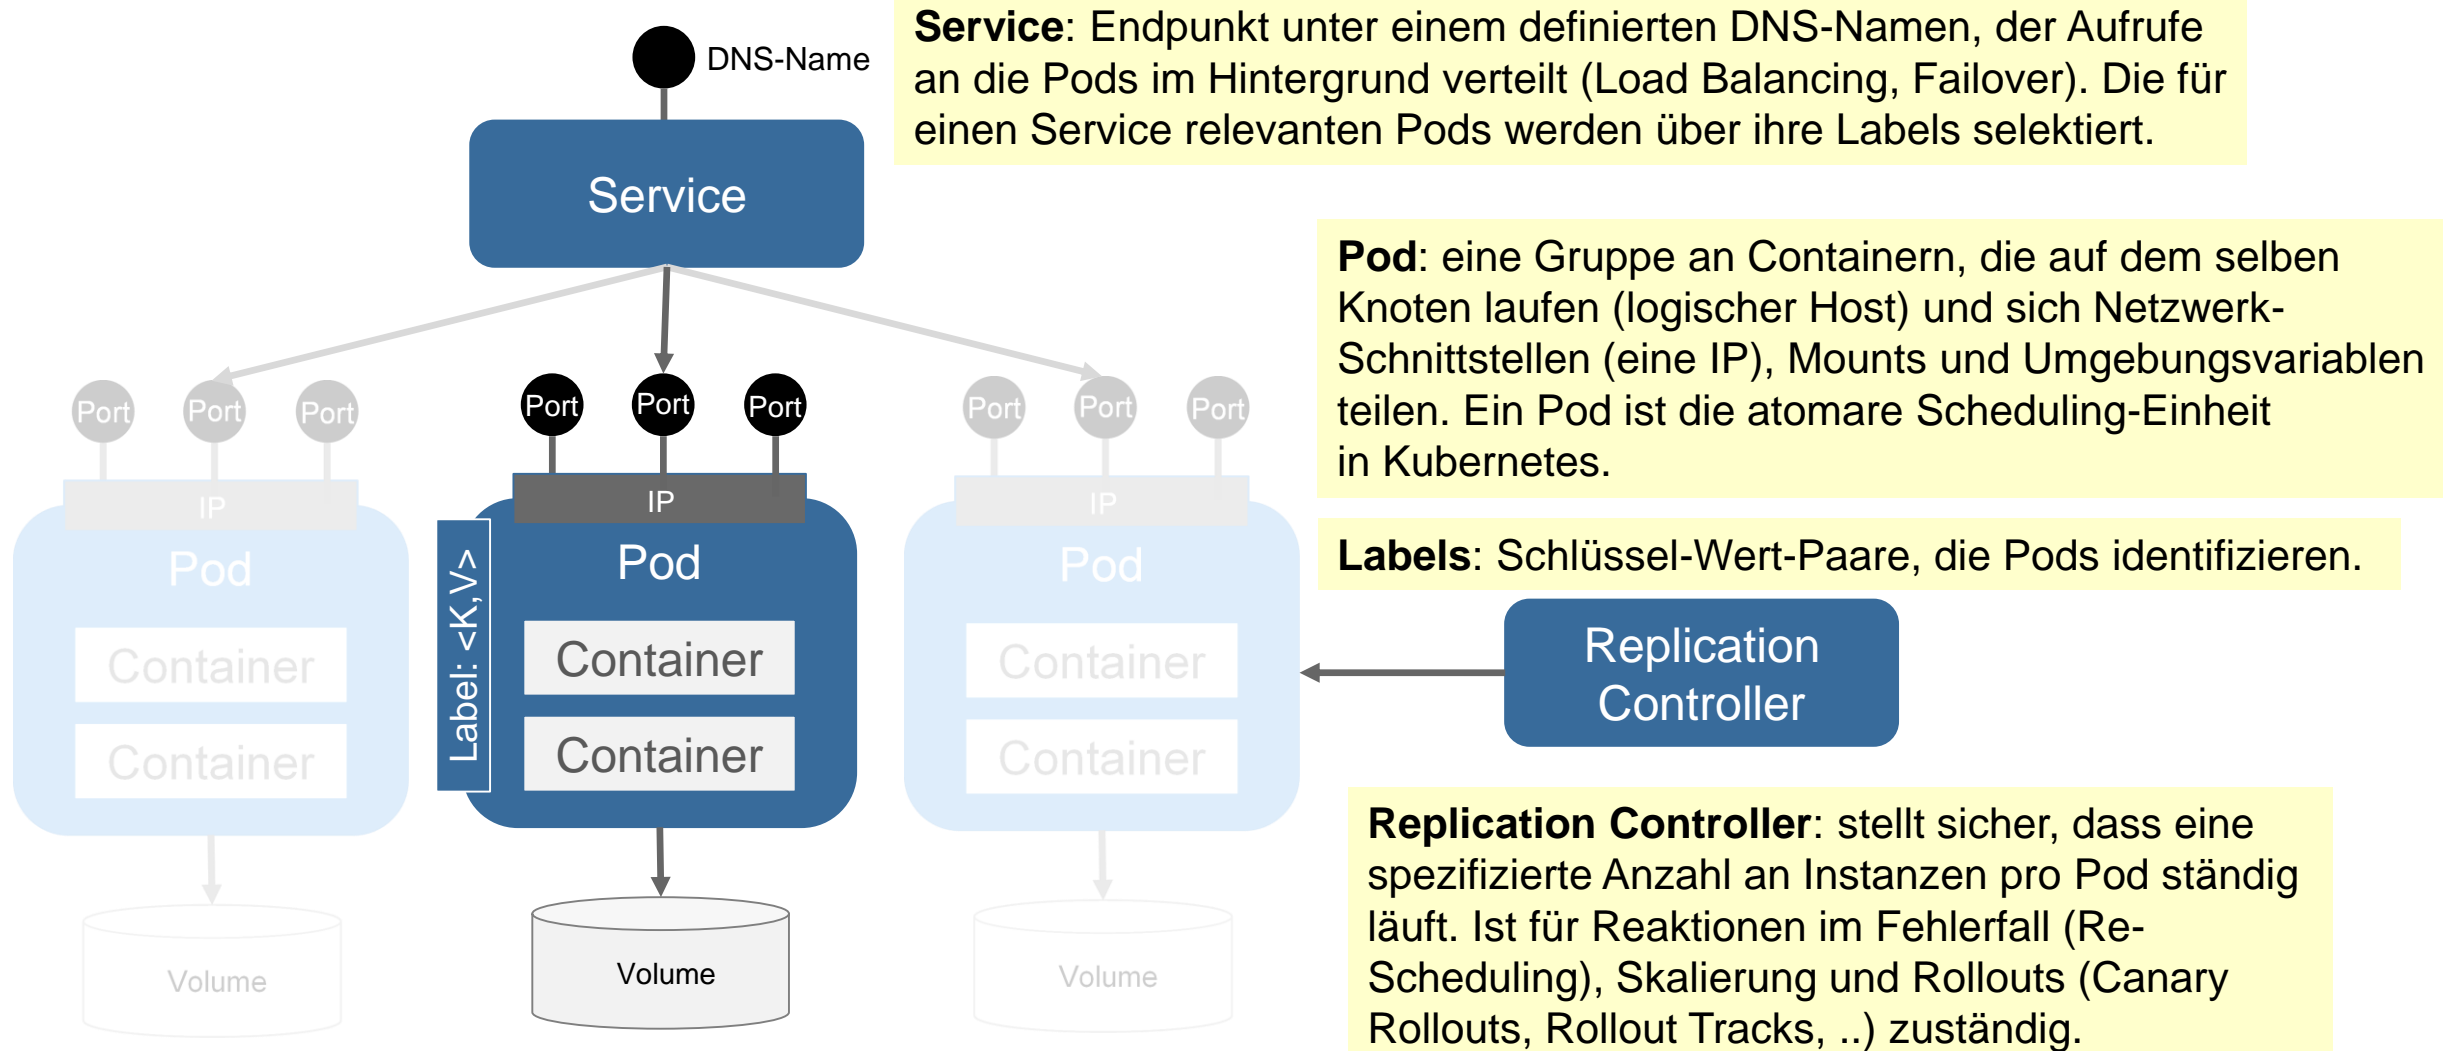 DNS-Name
Service
Service: Endpunkt unter einem definierten DNS-Namen, der Aufrufe
an die Pods im Hintergrund verteilt (Load Balancing, Failover). Die für
einen Service relevanten Pods werden über ihre Labels selektiert.
Pod: eine Gruppe an Containern, die auf dem selben
Knoten laufen (logischer Host) und sich Netzwerk-
Schnittstellen (eine IP), Mounts und Umgebungsvariablen
teilen. Ein Pod ist die atomare Scheduling-Einheit
in Kubernetes.
Labels: Schlüssel-Wert-Paare, die Pods identifizieren.
Port Port Port
IP
Pod
Container
Container
Volume
Port Port Port
IP
Label: <K,V>
Pod
Container
Container
Volume
Port Port Port
IP
Pod
Container
Container
Volume
Replication
Controller
Replication Controller: stellt sicher, dass eine
spezifizierte Anzahl an Instanzen pro Pod ständig
läuft. Ist für Reaktionen im Fehlerfall (Re-
Scheduling), Skalierung und Rollouts (Canary
Rollouts, Rollout Tracks, ..) zuständig.